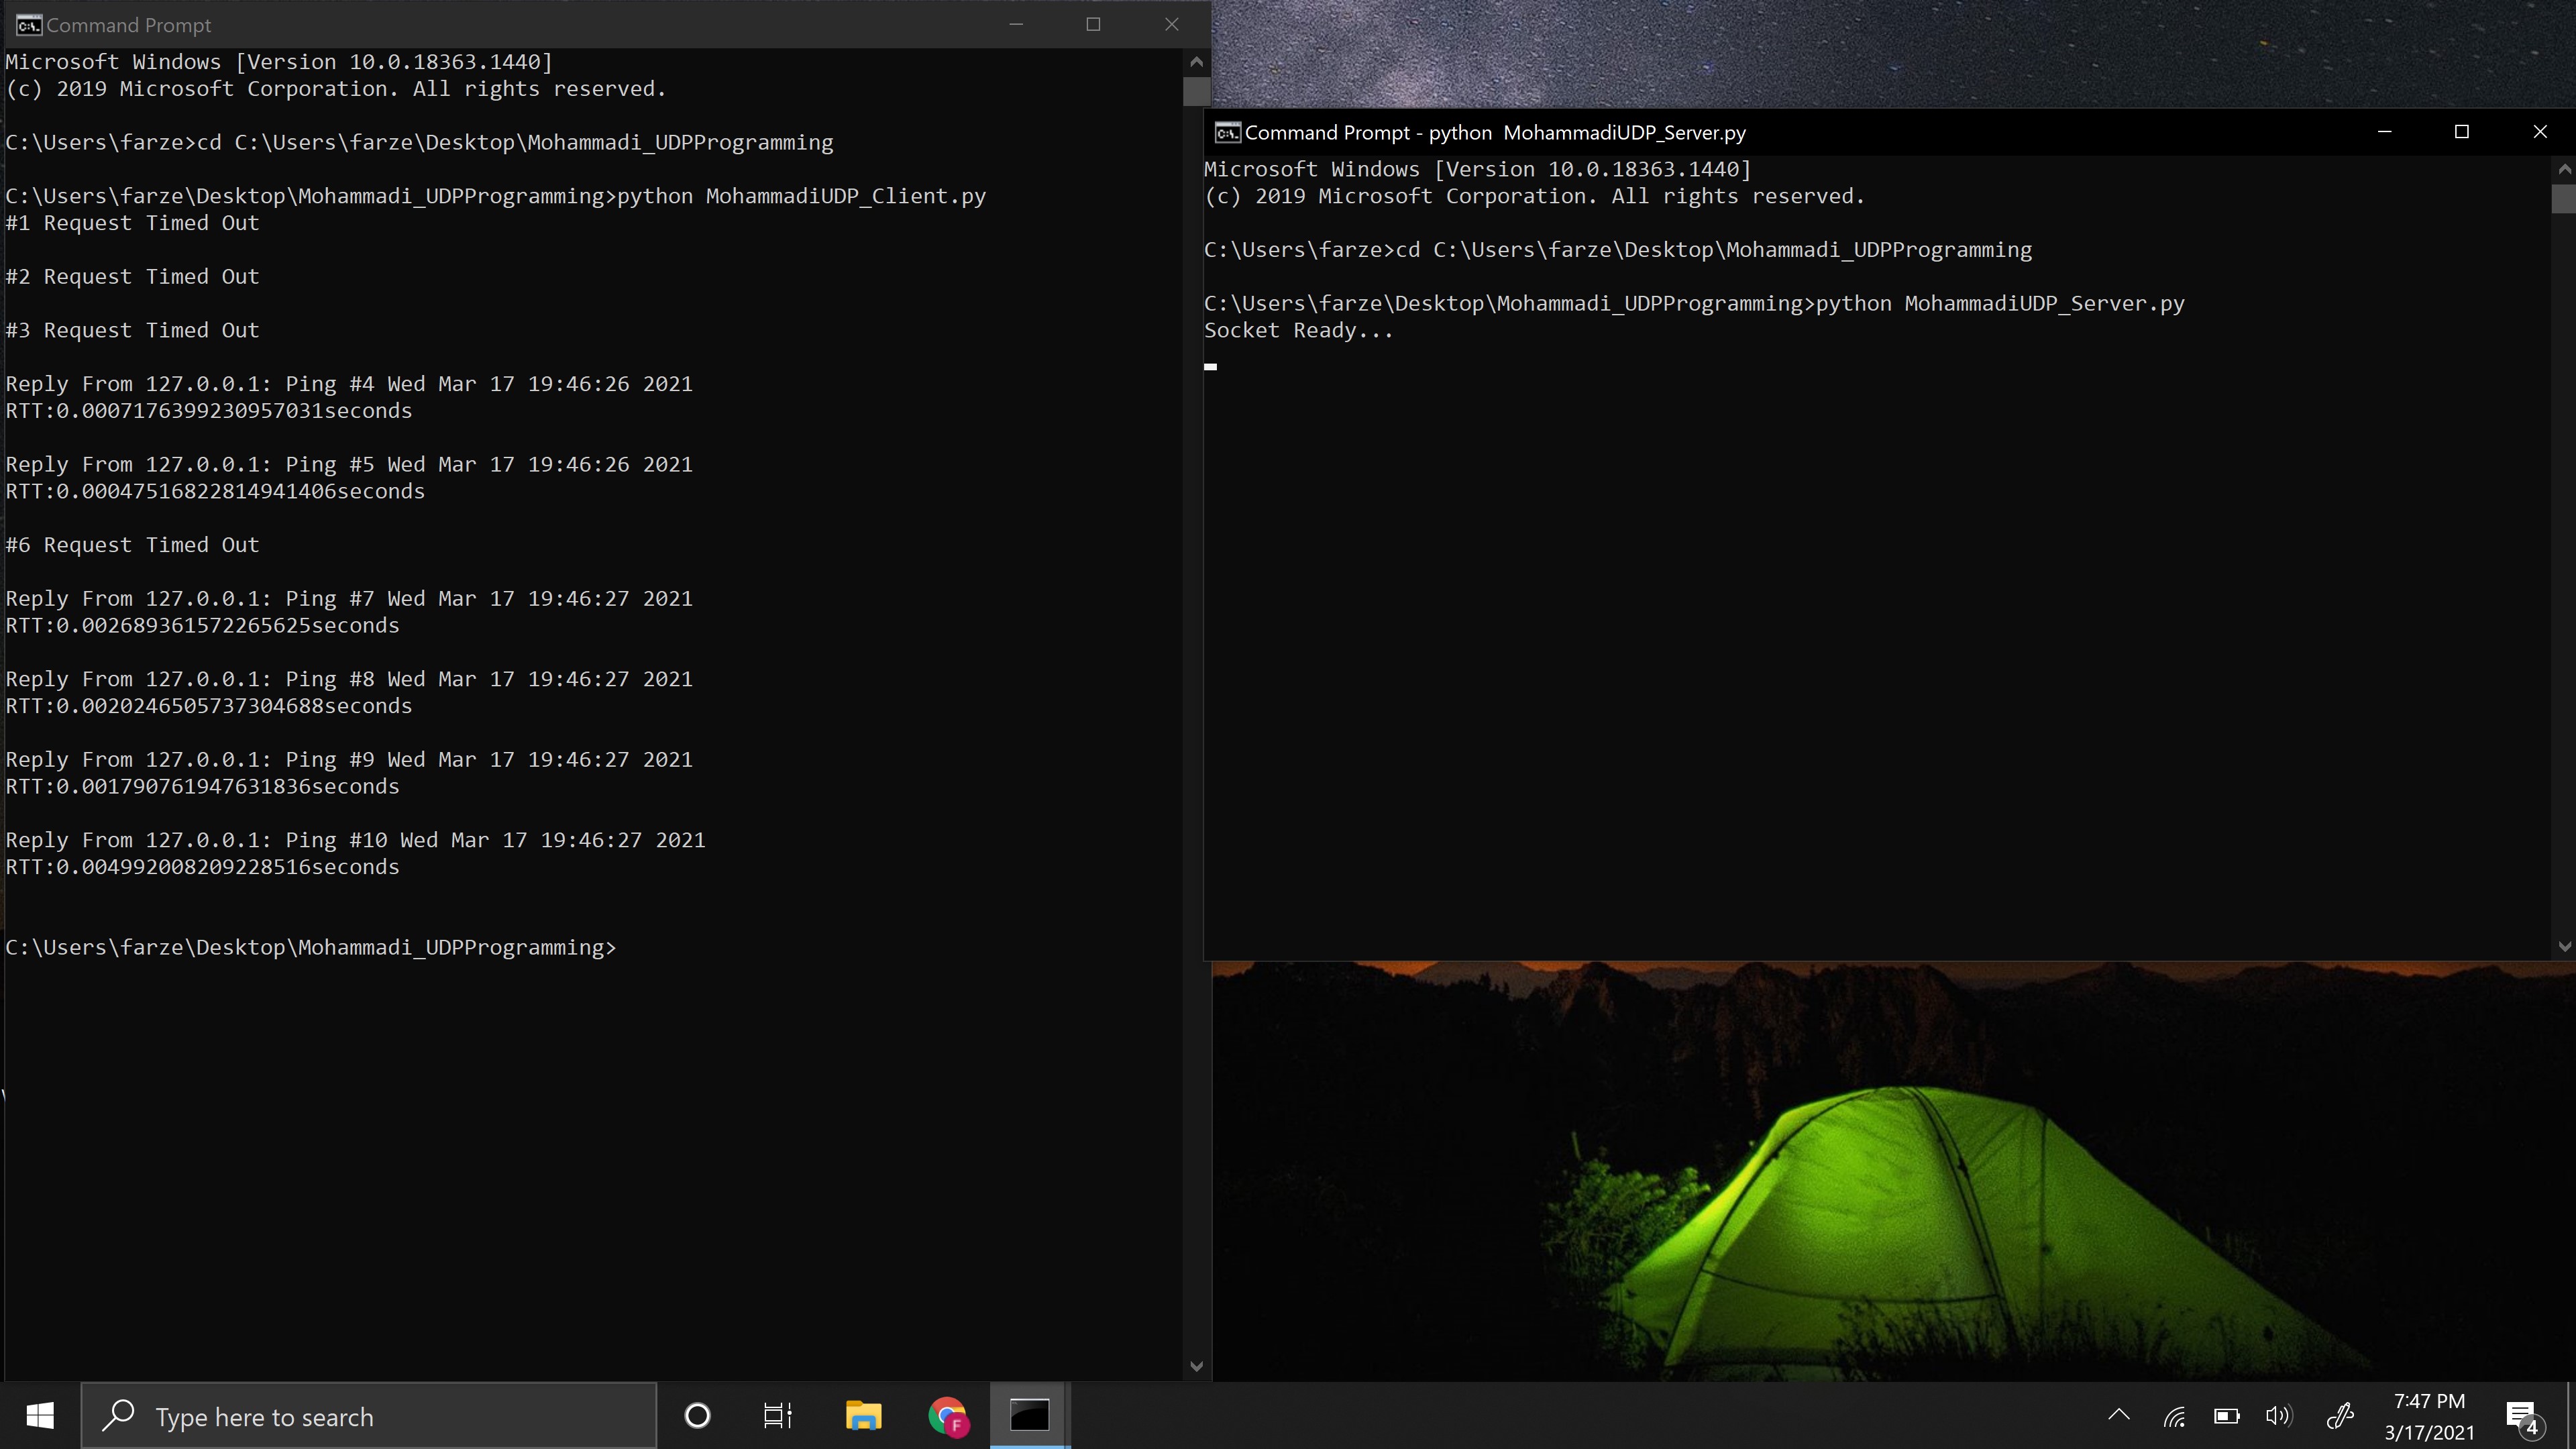 Command Prompt
Microsoft Windows [Version 10.0.18363.1440]
(c) 2019 Microsoft Corporation. All rights reserved.
C:\Users\farze>cd C:\Users\farze\Desktop\Mohammadi_UDPProgramming
C:\Users\farze\Desktop\Mohammadi_UDPProgramming>python MohammadiUDP_Client.py
#1 Request Timed Out
#2 Request Timed Out
#3 Request Timed Out
Reply From 127.0.0.1: Ping #4 Wed Mar 17 19:46:26 2021
RTT:0.0007176399230957031seconds
Reply From 127.0.0.1: Ping #5 Wed Mar 17 19:46:26 2021
RTT:0.00047516822814941406seconds
#6 Request Timed Out
Reply From 127.0.0.1: Ping #7 Wed Mar 17 19:46:27 2021
RTT:0.002689361572265625seconds
Reply From 127.0.0.1: Ping #8 Wed Mar 17 19:46:27 2021
RTT:0.0020246505737304688seconds
Reply From 127.0.0.1: Ping #9 Wed Mar 17 19:46:27 2021
RTT:0.001790761947631836seconds
Reply From 127.0.0.1: Ping #10 Wed Mar 17 19:46:27 2021
RTT:0.004992008209228516seconds
C:\Users\farze\Desktop\Mohammadi_UDPProgramming>
Command Prompt - python  MohammadiUDP_Server.py
Microsoft Windows [Version 10.0.18363.1440]
(c) 2019 Microsoft Corporation. All rights reserved.
C:\Users\farze>cd C:\Users\farze\Desktop\Mohammadi_UDPProgramming
C:\Users\farze\Desktop\Mohammadi_UDPProgramming>python MohammadiUDP_Server.py
Socket Ready...
Type here to search
F
7:47 PM
3/17/2021
4